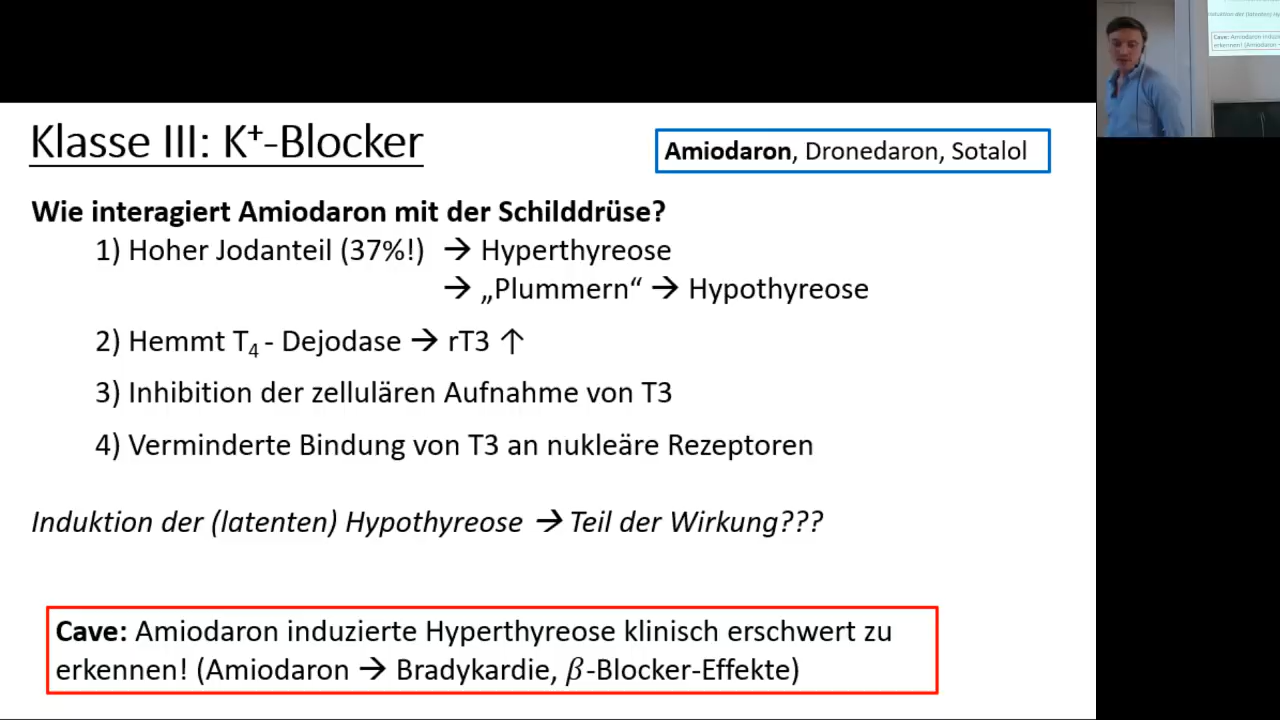 Klasse III: K⁺-Blocker
Amiodaron, Dronedaron, Sotalol
Wie interagiert Amiodaron mit der Schilddrüse?
1) Hoher Jodanteil (37%!) → Hyperthyreose
→ „Plummern“ → Hypothyreose
2) Hemmt T₄ - Dejodase → rT3 ↑
3) Inhibition der zellulären Aufnahme von T3
4) Verminderte Bindung von T3 an nukleäre Rezeptoren
Induktion der (latenten) Hypothyreose → Teil der Wirkung???
Cave: Amiodaron induzierte Hyperthyreose klinisch erschwert zu
erkennen! (Amiodaron → Bradykardie, β-Blocker-Effekte)